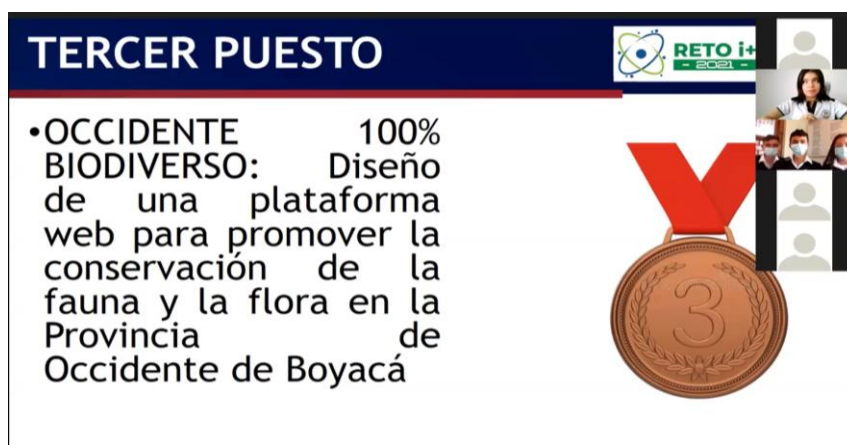 TERCER PUESTO
RETO i+
- 2021 -
•OCCIDENTE 100%
BIODIVERSO: Diseño
de una plataforma
web para promover la
conservación de la
fauna y la flora en la
Provincia de
Occidente de Boyacá
3